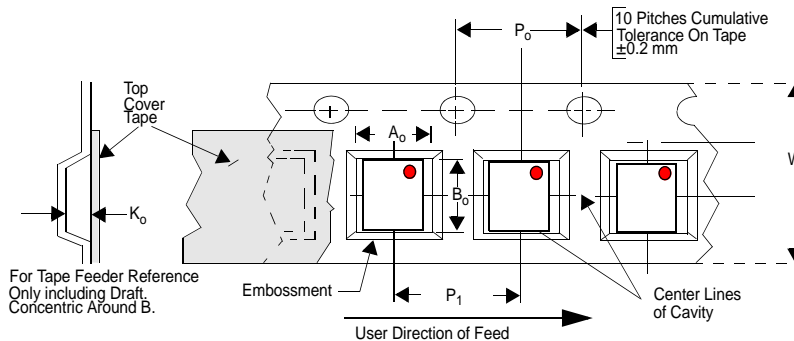 10 Pitches Cumulative
Tolerance On Tape
±0.2 mm
Po
Top
Cover
Tape
Ao
W
Bo
Ko
For Tape Feeder Reference
Only including Draft.
Concentric Around B.
Embossment
P1
Center Lines
of Cavity
User Direction of Feed